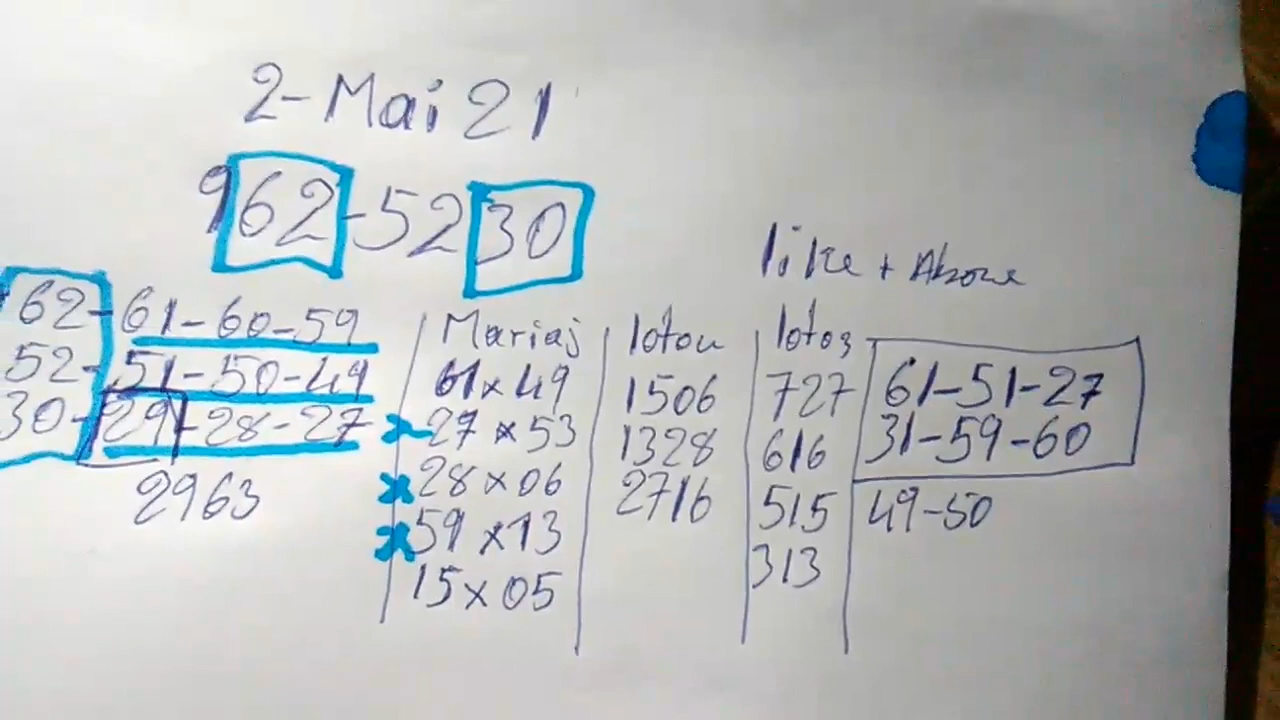 2-Mai 21
962-5230
like + Abone
62-61-60-59
52-51-50-49
30-29-28-27
2963
Mariaj
61x49
27x53
28x06
59x13
15x05
loto4
1506
1328
2716
loto3
727
616
515
313
61-51-27
31-59-60
49-50